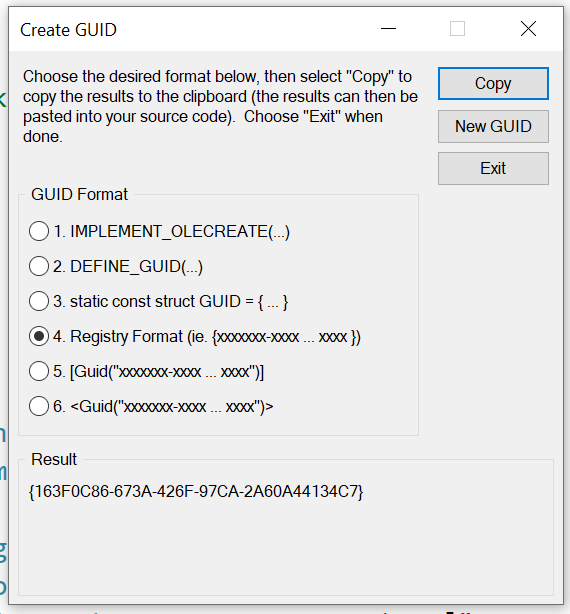 Create GUID
Choose the desired format below, then select "Copy" to
copy the results to the clipboard (the results can then be
pasted into your source code).  Choose "Exit" when
done.
Copy
New GUID
Exit
GUID Format
1. IMPLEMENT_OLECREATE(...)
2. DEFINE_GUID(...)
3. static const struct GUID = { ... }
4. Registry Format (ie. {xxxxxxx-xxxx ... xxxx })
5. [Guid("xxxxxxx-xxxx ... xxxx")]
6. <Guid("xxxxxxx-xxxx ... xxxx")>
Result
{163F0C86-673A-426F-97CA-2A60A44134C7}